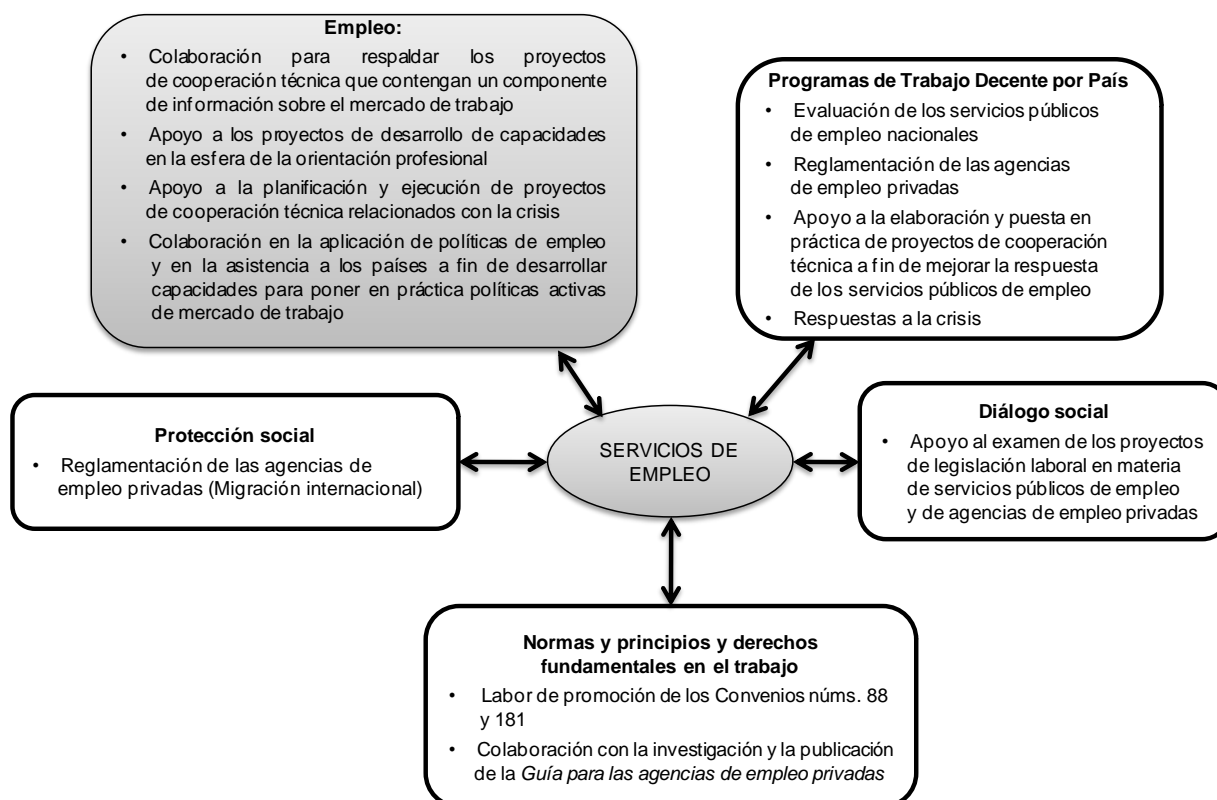 Empleo:
• Colaboración para respaldar los proyectos
de cooperación técnica que contengan un componente
de información sobre el mercado de trabajo
• Apoyo a los proyectos de desarrollo de capacidades
en la esfera de la orientación profesional
• Apoyo a la planificación y ejecución de proyectos
de cooperación técnica relacionados con la crisis
• Colaboración en la aplicación de políticas de empleo
y en la asistencia a los países a fin de desarrollar
capacidades para poner en práctica políticas activas
de mercado de trabajo
Programas de Trabajo Decente por País
• Evaluación de los servicios públicos
de empleo nacionales
• Reglamentación de las agencias
de empleo privadas
• Apoyo a la elaboración y puesta en
práctica de proyectos de cooperación
técnica a fin de mejorar la respuesta
de los servicios públicos de empleo
• Respuestas a la crisis
Protección social
• Reglamentación de las agencias de
empleo privadas (Migración internacional)
SERVICIOS DE
EMPLEO
Diálogo social
• Apoyo al examen de los proyectos
de legislación laboral en materia
de servicios públicos de empleo
y de agencias de empleo privadas
Normas y principios y derechos
fundamentales en el trabajo
• Labor de promoción de los Convenios núms. 88
y 181
• Colaboración con la investigación y la publicación
de la Guía para las agencias de empleo privadas